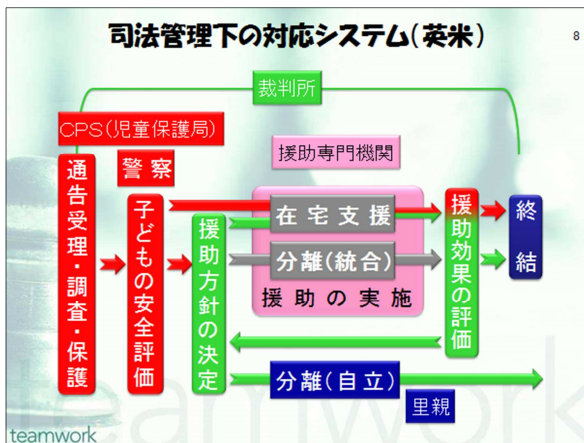 司法管理下の対応システム(英米)
8
裁判所
CPS(児童保護局)
警察
援助専門機関
通告受理・調査・保護
子どもの安全評価
援助方針の決定
在宅支援
分離(統合)
援助の実施
援助効果の評価
終結
分離(自立)
里親
teamwork
teamwork